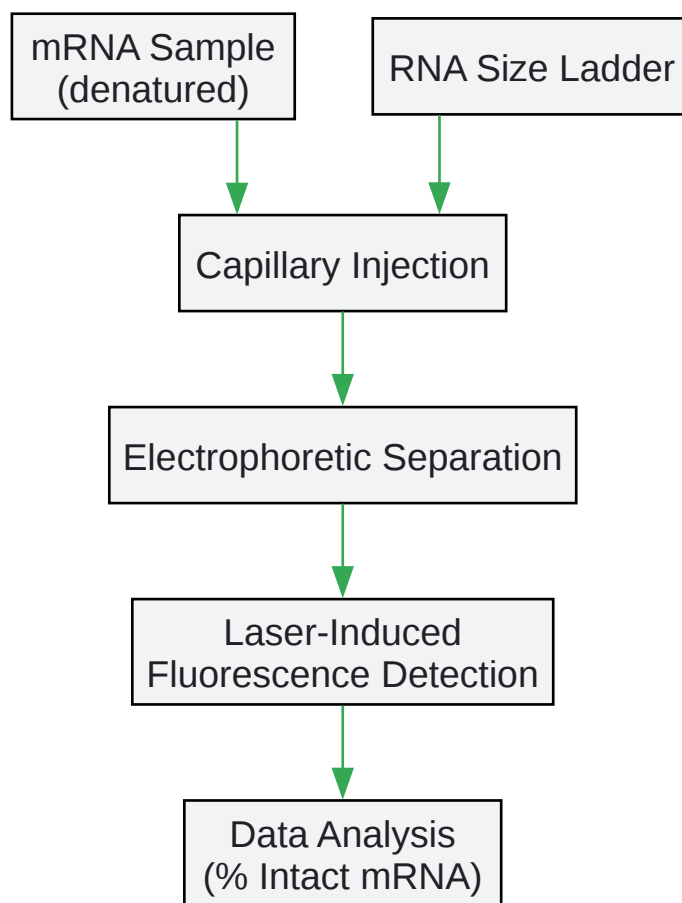 mRNA Sample
(denatured)
RNA Size Ladder
Capillary Injection
Electrophoretic Separation
Laser-Induced
Fluorescence Detection
Data Analysis
(% Intact mRNA)